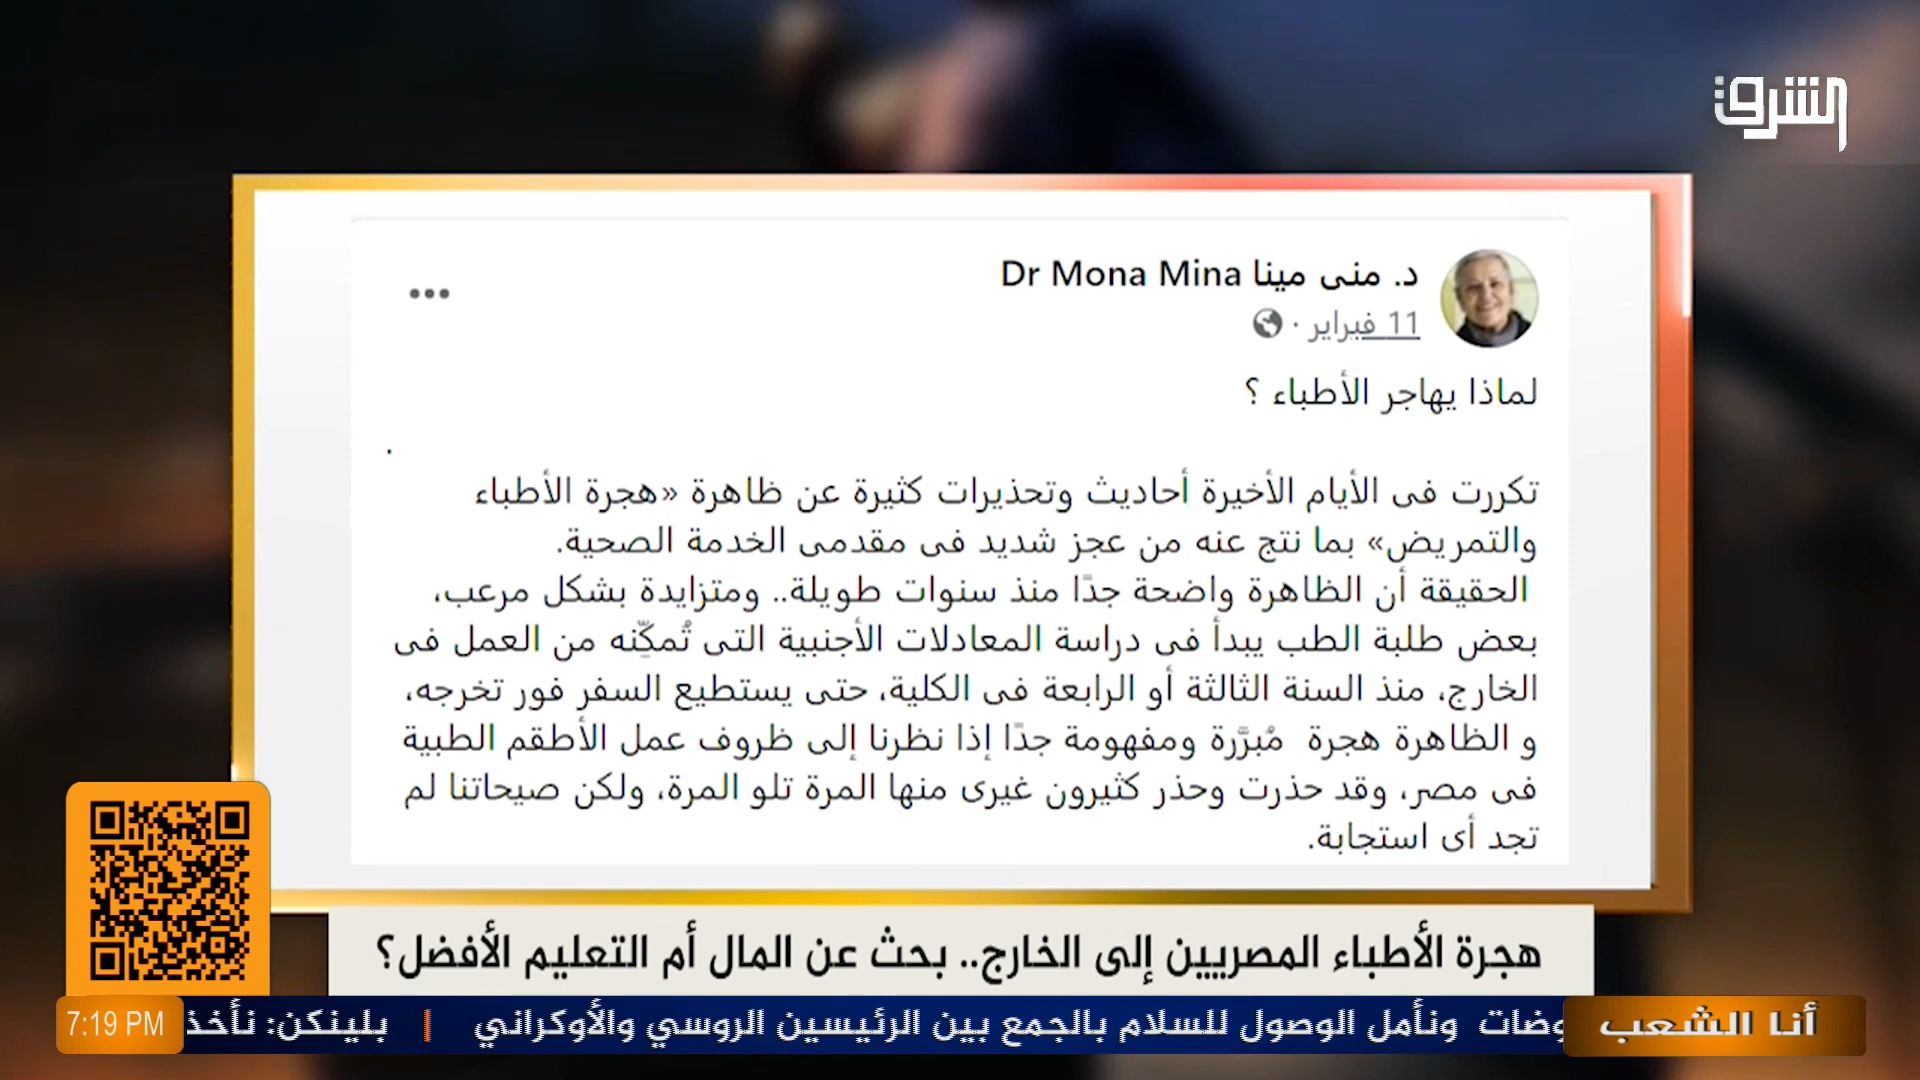 الشرق
د. منى مينا Dr Mona Mina
11 فبراير ·
لماذا يهاجر الأطباء ؟
.
تكررت فى الأيام الأخيرة أحاديث وتحذيرات كثيرة عن ظاهرة «هجرة الأطباء
والتمريض» بما نتج عنه من عجز شديد فى مقدمى الخدمة الصحية.
الحقيقة أن الظاهرة واضحة جدًا منذ سنوات طويلة.. ومتزايدة بشكل مرعب،
بعض طلبة الطب يبدأ فى دراسة المعادلات الأجنبية التى تُمكِّنه من العمل فى
الخارج، منذ السنة الثالثة أو الرابعة فى الكلية، حتى يستطيع السفر فور تخرجه،
و الظاهرة هجرة مُبرَّرة ومفهومة جدًا إذا نظرنا إلى ظروف عمل الأطقم الطبية
فى مصر، وقد حذرت وحذر كثيرون غيرى منها المرة تلو المرة، ولكن صيحاتنا لم
تجد أى استجابة.
هجرة الأطباء المصريين إلى الخارج.. بحث عن المال أم التعليم الأفضل؟
أنا الشعب
وضات ونأمل الوصول للسلام بالجمع بين الرئيسين الروسي والأوكراني | بلينكن: نأخذ
7:19 PM